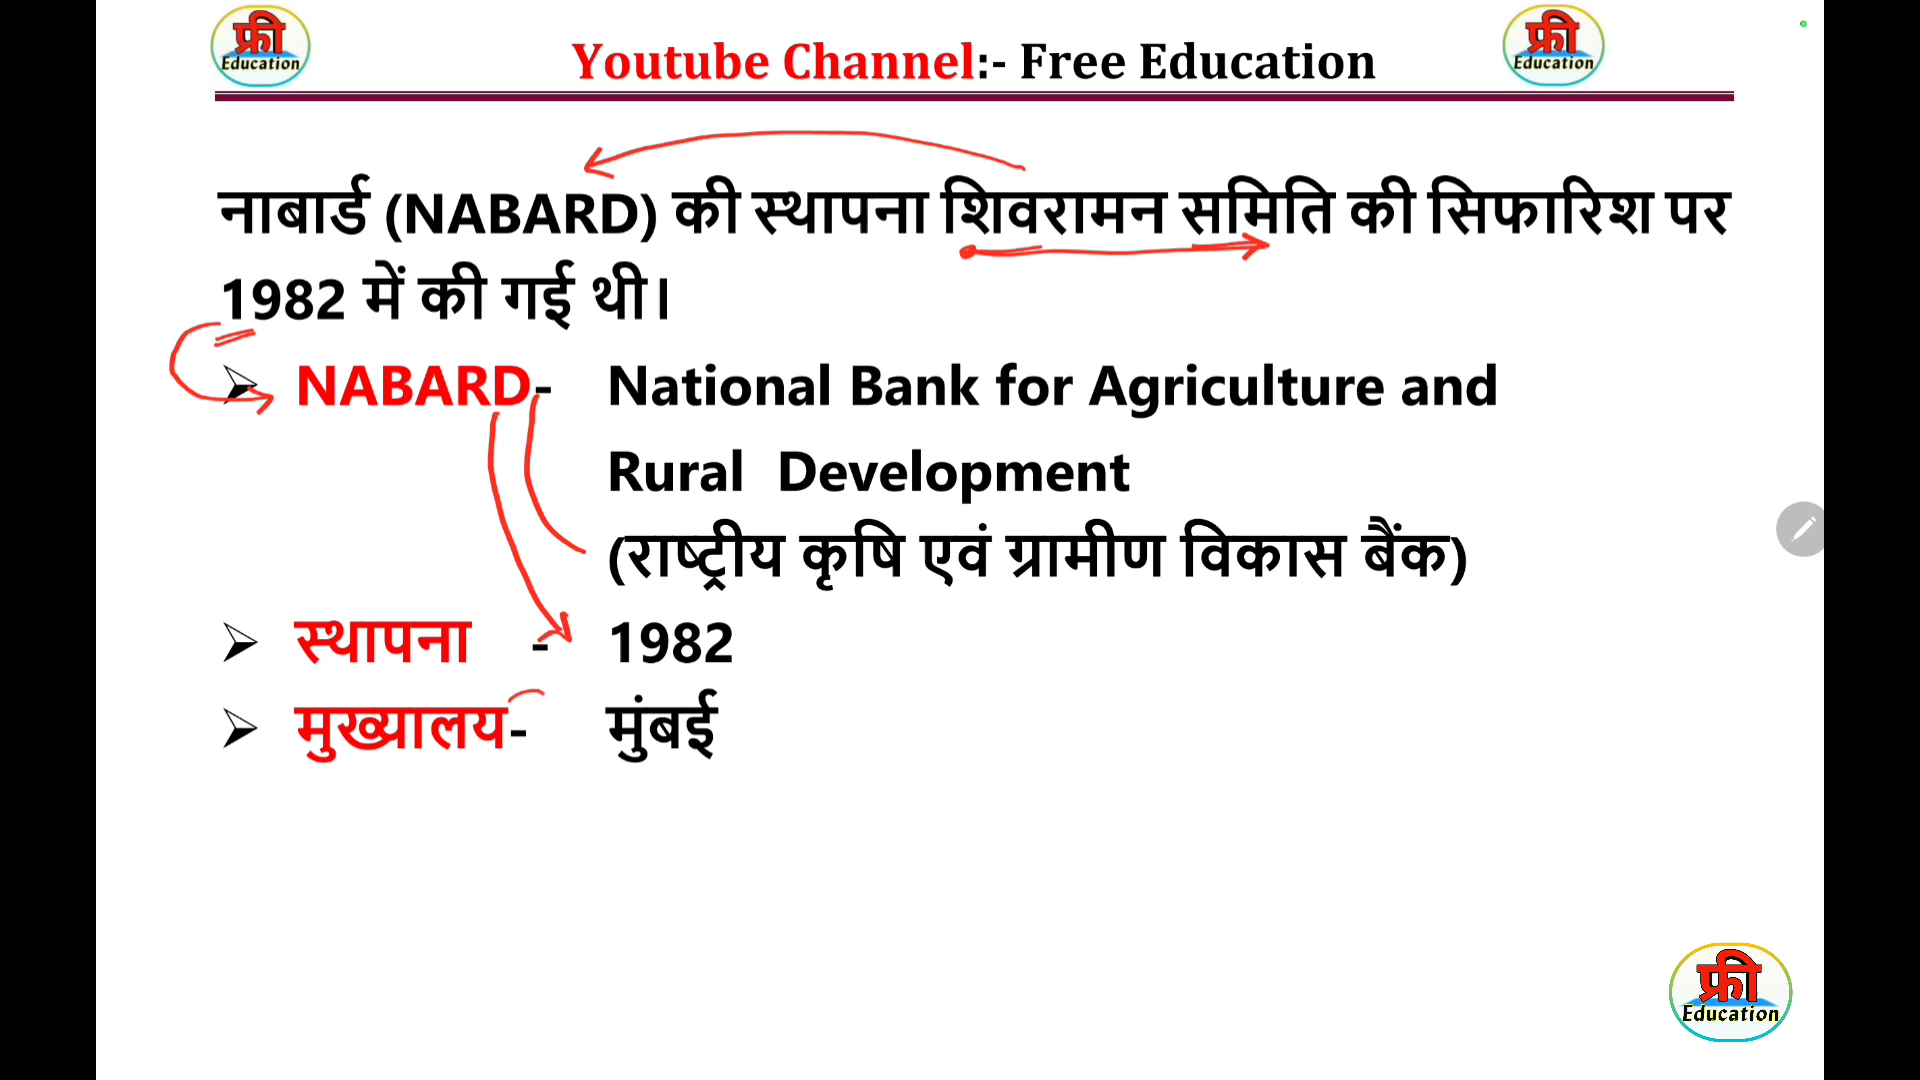 फ्री
Education
Youtube Channel:- Free Education
फ्री
Education
नाबार्ड (NABARD) की स्थापना शिवरामन समिति की सिफारिश पर
1982 में की गई थी।
➢ NABARD- National Bank for Agriculture and
Rural Development
(राष्ट्रीय कृषि एवं ग्रामीण विकास बैंक)
➢ स्थापना - 1982
➢ मुख्यालय- मुंबई
फ्री
Education